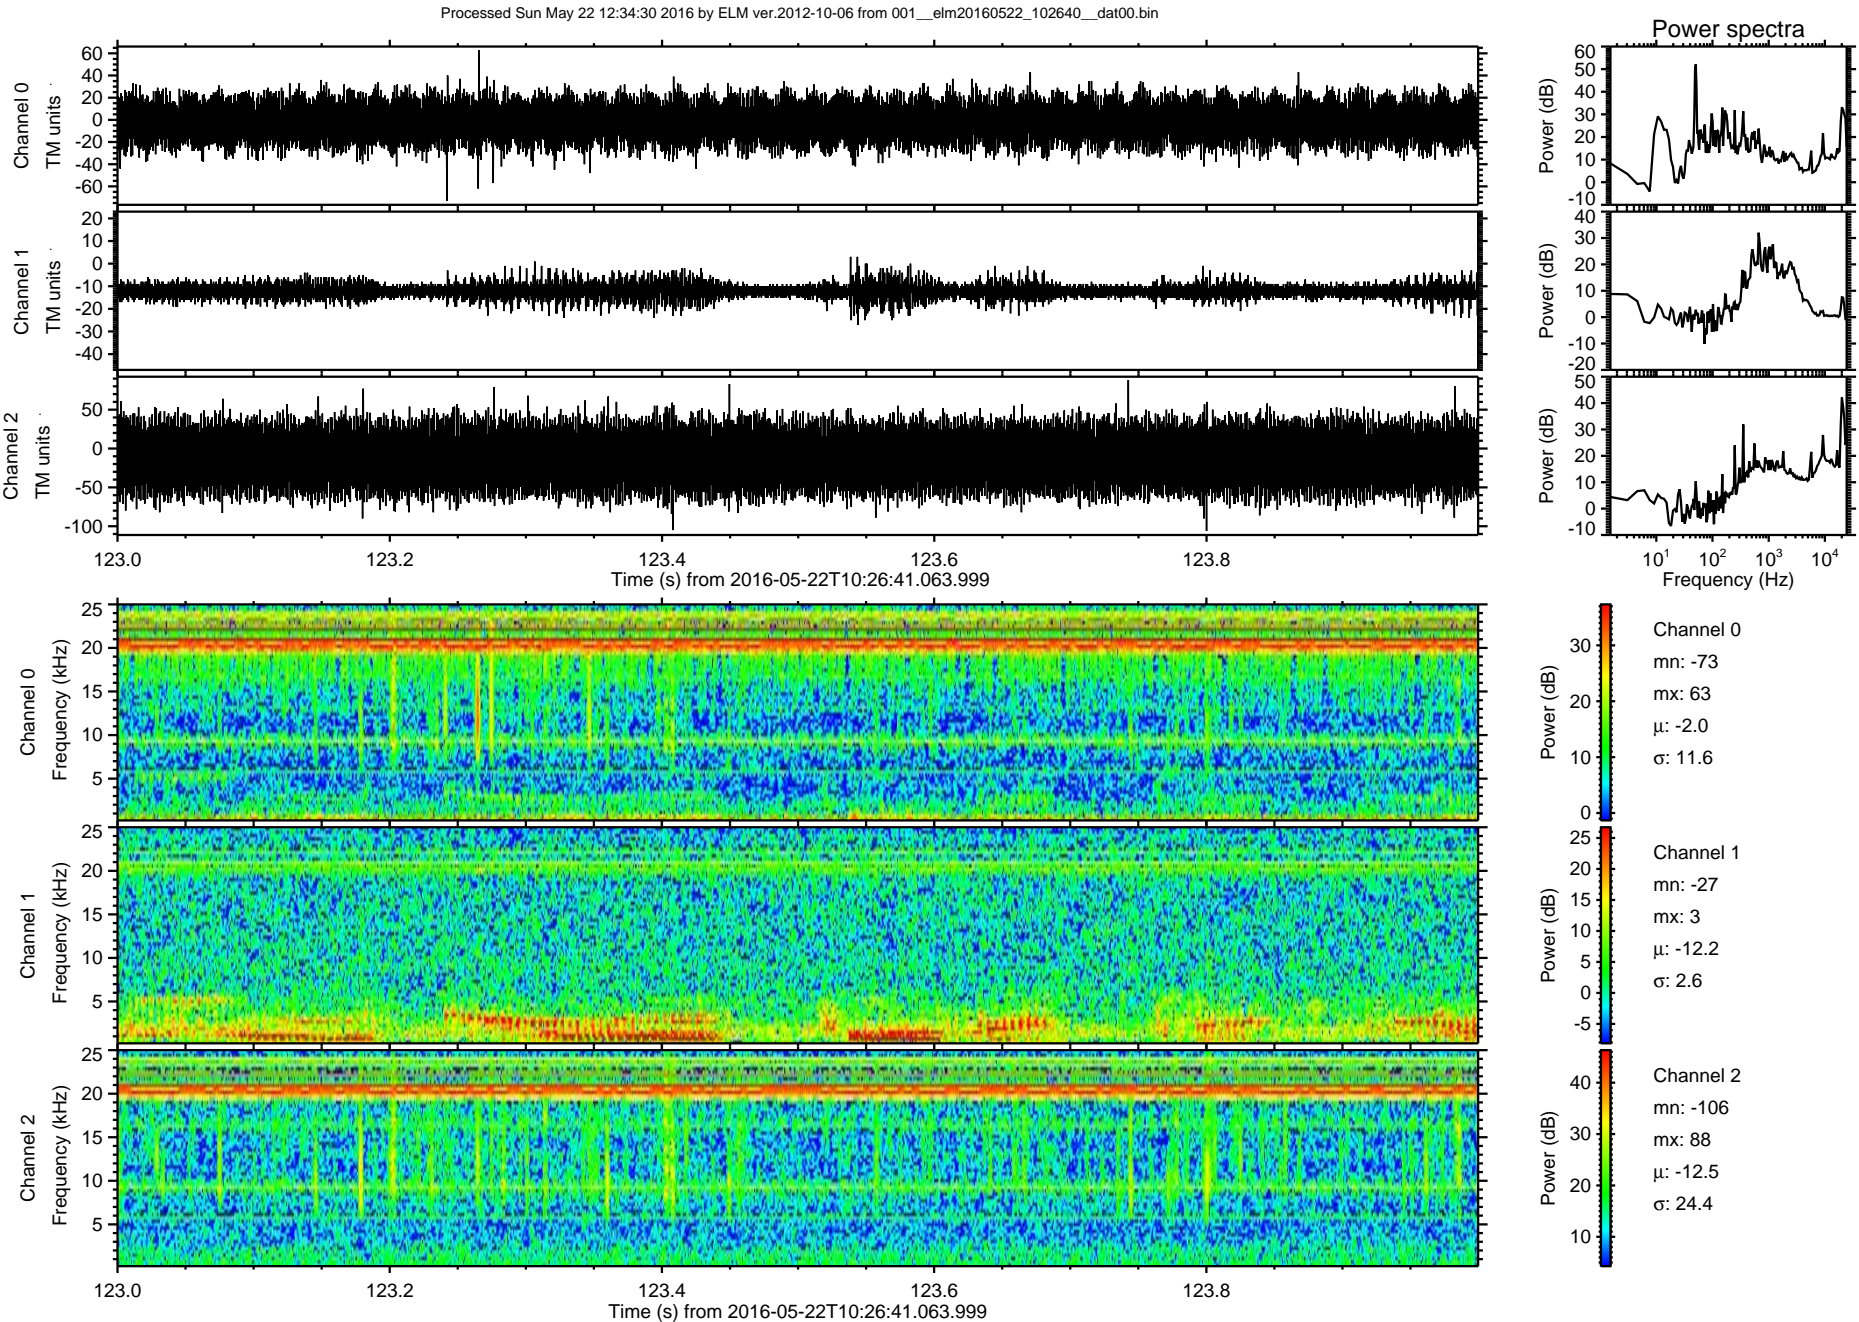 Processed Sun May 22 12:34:30 2016 by ELM ver.2012-10-06 from 001__elm20160522_102640__dat00.bin
Power spectra
Channel 0
TM units
60
40
20
0
-20
-40
-60
Power (dB)
60
50
40
30
20
10
0
-10
Channel 1
TM units
20
10
0
-10
-20
-30
-40
Power (dB)
40
30
20
10
0
-10
-20
Channel 2
TM units
50
0
-50
-100
Power (dB)
50
40
30
20
10
0
-10
123.0 123.2 123.4 123.6 123.8
Time (s) from 2016-05-22T10:26:41.063.999
10¹ 10² 10³ 10⁴
Frequency (Hz)
Channel 0
Frequency (kHz)
25
20
15
10
5
Power (dB)
30
20
10
0
Channel 0
mn: -73
mx: 63
µ: -2.0
σ: 11.6
Channel 1
Frequency (kHz)
25
20
15
10
5
Power (dB)
25
20
15
10
5
0
-5
Channel 1
mn: -27
mx: 3
µ: -12.2
σ: 2.6
Channel 2
Frequency (kHz)
25
20
15
10
5
Power (dB)
40
30
20
10
Channel 2
mn: -106
mx: 88
µ: -12.5
σ: 24.4
123.0 123.2 123.4 123.6 123.8
Time (s) from 2016-05-22T10:26:41.063.999